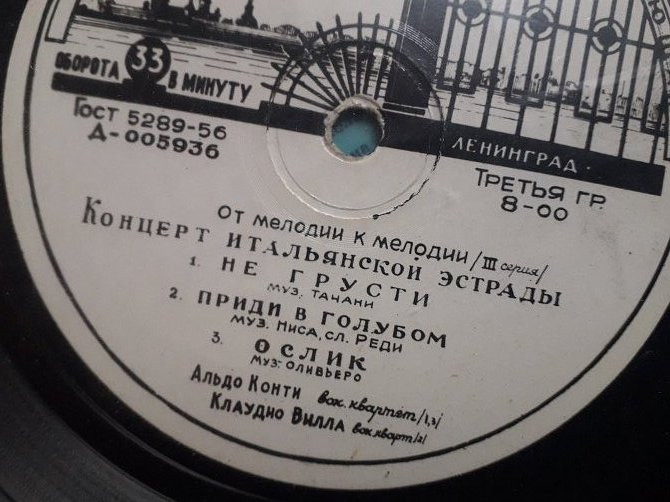 ОБОРОТА 33 В МИНУТУ
ГОСТ 5289-56
Д-005936
ЛЕНИНГРАД
ТРЕТЬЯ ГР.
8-00
ОТ МЕЛОДИИ К МЕЛОДИИ /III серия/
КОНЦЕРТ ИТАЛЬЯНСКОЙ ЭСТРАДЫ
1. НЕ ГРУСТИ
МУЗ. ТАЧАНИ
2. ПРИДИ В ГОЛУБОМ
МУЗ. НИСА, СЛ. РЕДИ
3. ОСЛИК
МУЗ. ОЛИВЬЕРО
АЛЬДО КОНТИ вок. квартет /1,3/
КЛАУДИО ВИЛЛА вок. кварт /2/